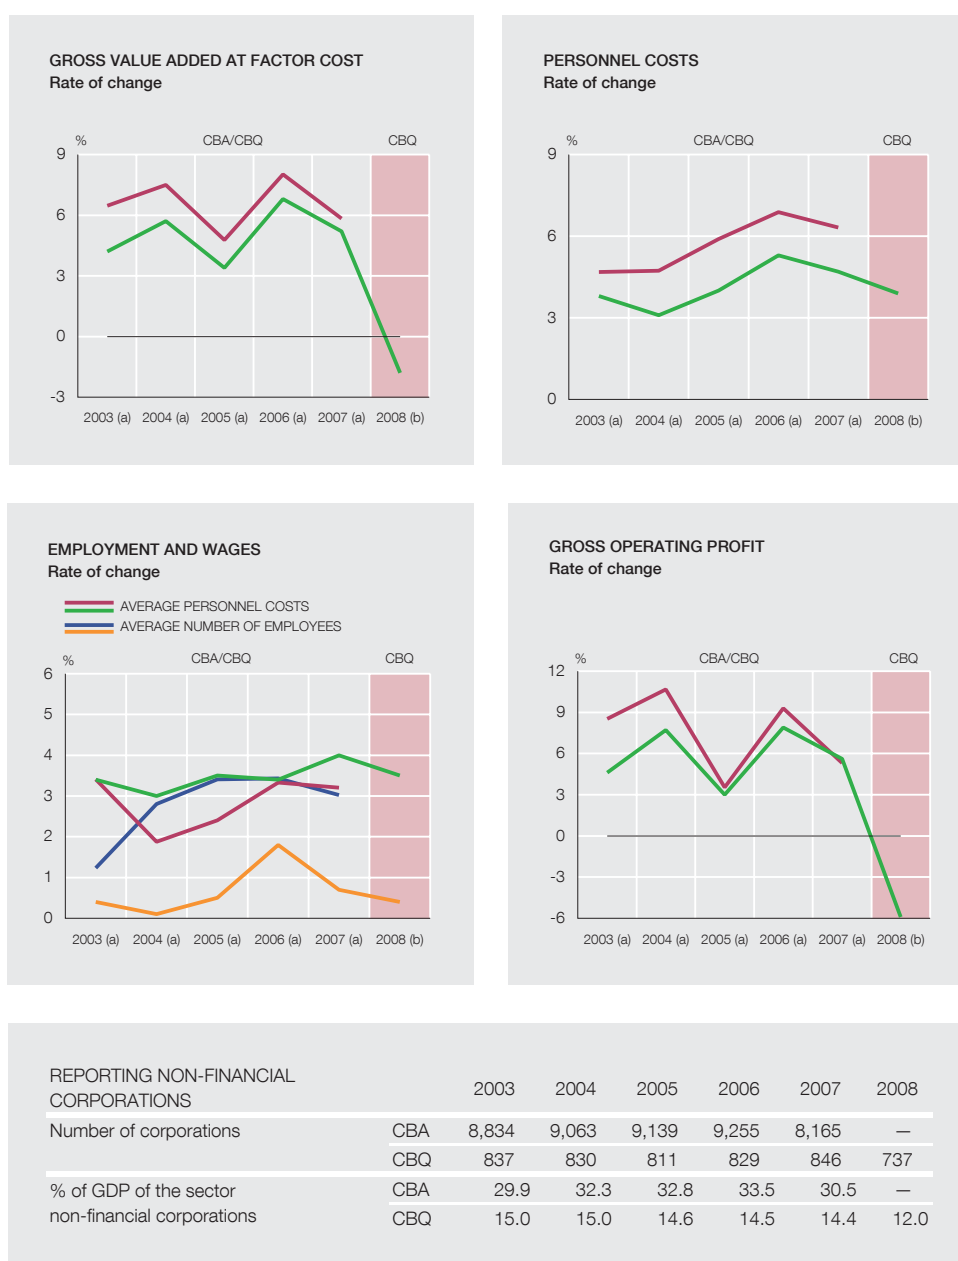 GROSS VALUE ADDED AT FACTOR COST
Rate of change
% CBA/CBQ CBQ
9
6
3
0
-3
2003 (a) 2004 (a) 2005 (a) 2006 (a) 2007 (a) 2008 (b)
PERSONNEL COSTS
Rate of change
% CBA/CBQ CBQ
9
6
3
0
2003 (a) 2004 (a) 2005 (a) 2006 (a) 2007 (a) 2008 (b)
EMPLOYMENT AND WAGES
Rate of change
AVERAGE PERSONNEL COSTS
AVERAGE NUMBER OF EMPLOYEES
% CBA/CBQ CBQ
6
5
4
3
2
1
0
2003 (a) 2004 (a) 2005 (a) 2006 (a) 2007 (a) 2008 (b)
GROSS OPERATING PROFIT
Rate of change
% CBA/CBQ CBQ
12
9
6
3
0
-3
-6
2003 (a) 2004 (a) 2005 (a) 2006 (a) 2007 (a) 2008 (b)
REPORTING NON-FINANCIAL
CORPORATIONS 2003 2004 2005 2006 2007 2008
Number of corporations CBA 8,834 9,063 9,139 9,255 8,165 —
CBQ 837 830 811 829 846 737
% of GDP of the sector CBA 29.9 32.3 32.8 33.5 30.5 —
non-financial corporations CBQ 15.0 15.0 14.6 14.5 14.4 12.0